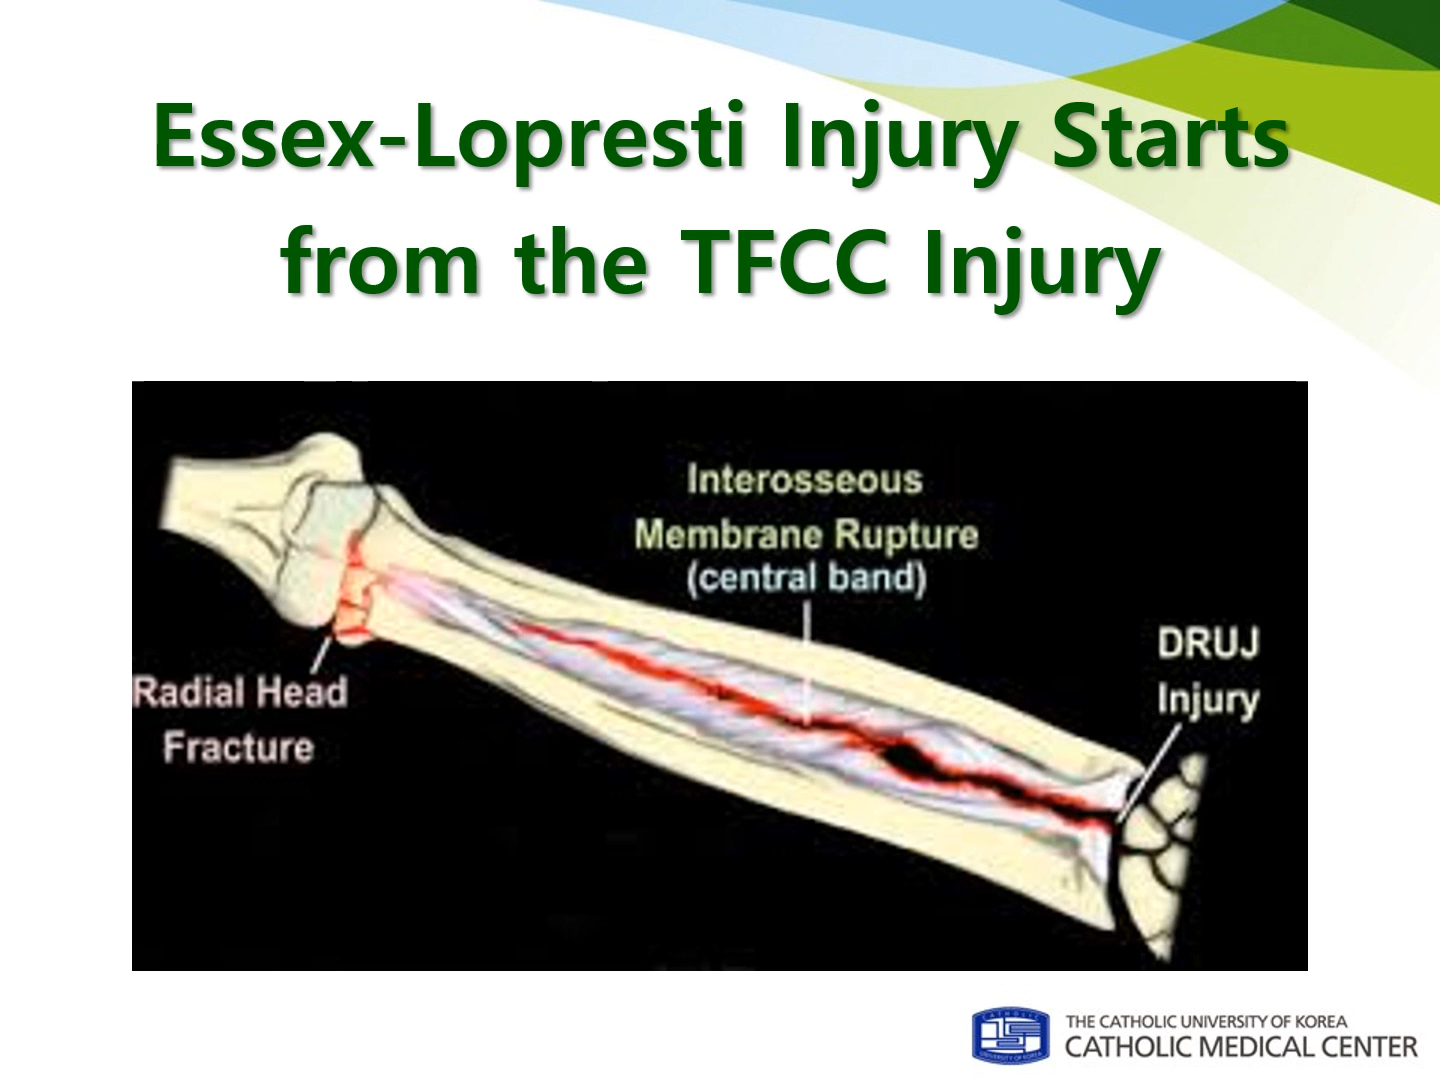 Essex-Lopresti Injury Starts
from the TFCC Injury
Interosseous
Membrane Rupture
(central band)
DRUJ
Injury
Radial Head
Fracture
THE CATHOLIC UNIVERSITY OF KOREA
CATHOLIC MEDICAL CENTER